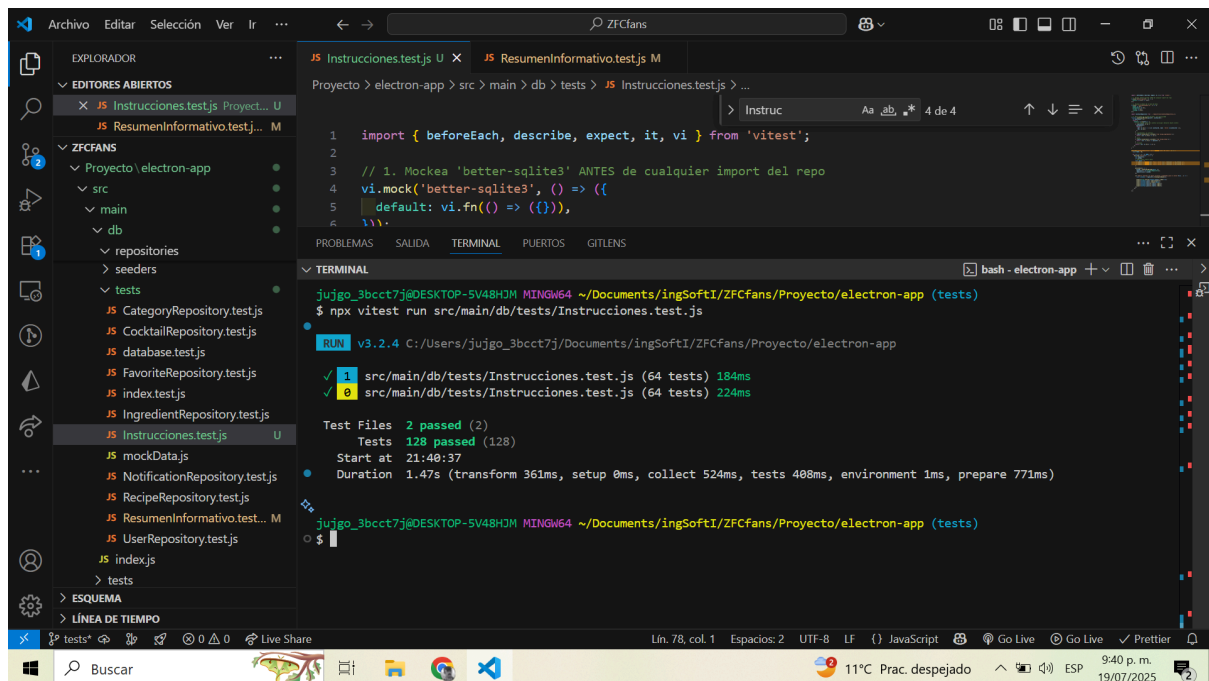 Archivo Editar Selección Ver Ir ···
ZFCfans
EXPLORADOR ···
EDITORES ABIERTOS
JS Instrucciones.test.js Proyect... U
JS ResumenInformativo.test.j... M
ZFCFANS
Proyecto\electron-app
src
main
db
repositories
seeders
tests
JS CategoryRepository.test.js
JS CocktailRepository.test.js
JS database.test.js
JS FavoriteRepository.test.js
JS index.test.js
JS IngredientRepository.test.js
JS Instrucciones.test.js U
JS mockData.js
JS NotificationRepository.test.js
JS RecipeRepository.test.js
JS ResumenInformativo.test... M
JS UserRepository.test.js
JS index.js
tests
ESQUEMA
LÍNEA DE TIEMPO
JS Instrucciones.test.js U JS ResumenInformativo.test.js M
Proyecto > electron-app > src > main > db > tests > JS Instrucciones.test.js > ...
Instruc Aa ab .* 4 de 4
1 import { beforeEach, describe, expect, it, vi } from 'vitest';
2
3 // 1. Mockea 'better-sqlite3' ANTES de cualquier import del repo
4 vi.mock('better-sqlite3', () => ({
5 default: vi.fn(() => ({})),
6 }));
PROBLEMAS SALIDA TERMINAL PUERTOS GITLENS
TERMINAL bash - electron-app
jujgo_3bcct7j@DESKTOP-5V48HJM MINGW64 ~/Documents/ingSoftI/ZFCfans/Proyecto/electron-app (tests)
$ npx vitest run src/main/db/tests/Instrucciones.test.js
RUN v3.2.4 C:/Users/jujgo_3bcct7j/Documents/ingSoftI/ZFCfans/Proyecto/electron-app
✓ 1 src/main/db/tests/Instrucciones.test.js (64 tests) 184ms
✓ 0 src/main/db/tests/Instrucciones.test.js (64 tests) 224ms
Test Files 2 passed (2)
Tests 128 passed (128)
Start at 21:40:37
Duration 1.47s (transform 361ms, setup 0ms, collect 524ms, tests 408ms, environment 1ms, prepare 771ms)
jujgo_3bcct7j@DESKTOP-5V48HJM MINGW64 ~/Documents/ingSoftI/ZFCfans/Proyecto/electron-app (tests)
$
2
1
tests* 0 0 Live Share Lín. 78, col. 1 Espacios: 2 UTF-8 LF {} JavaScript Go Live Go Live Prettier
Buscar 2 11°C Prac. despejado ESP 9:40 p. m.
19/07/2025 2